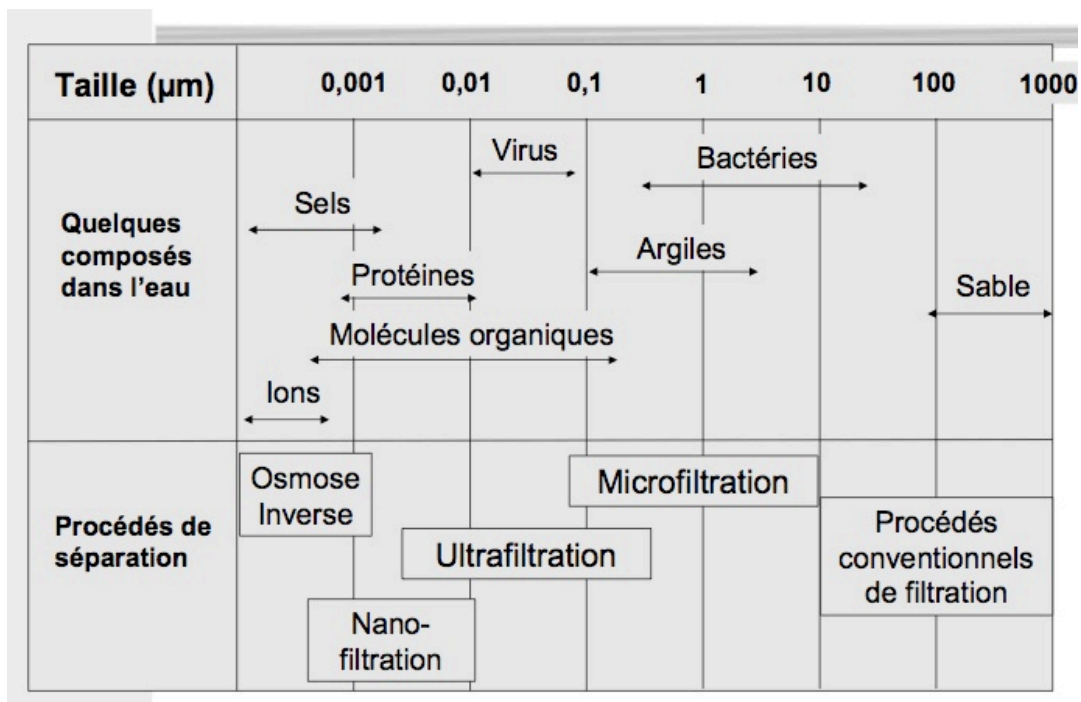 Taille (µm) 0,001 0,01 0,1 1 10 100 1000
Quelques
composés
dans l'eau
Virus
Bactéries
Sels
Argiles
Protéines
Sable
Molécules organiques
Ions
Procédés de
séparation
Osmose
Inverse
Microfiltration
Ultrafiltration
Procédés
conventionnels
de filtration
Nano-
filtration